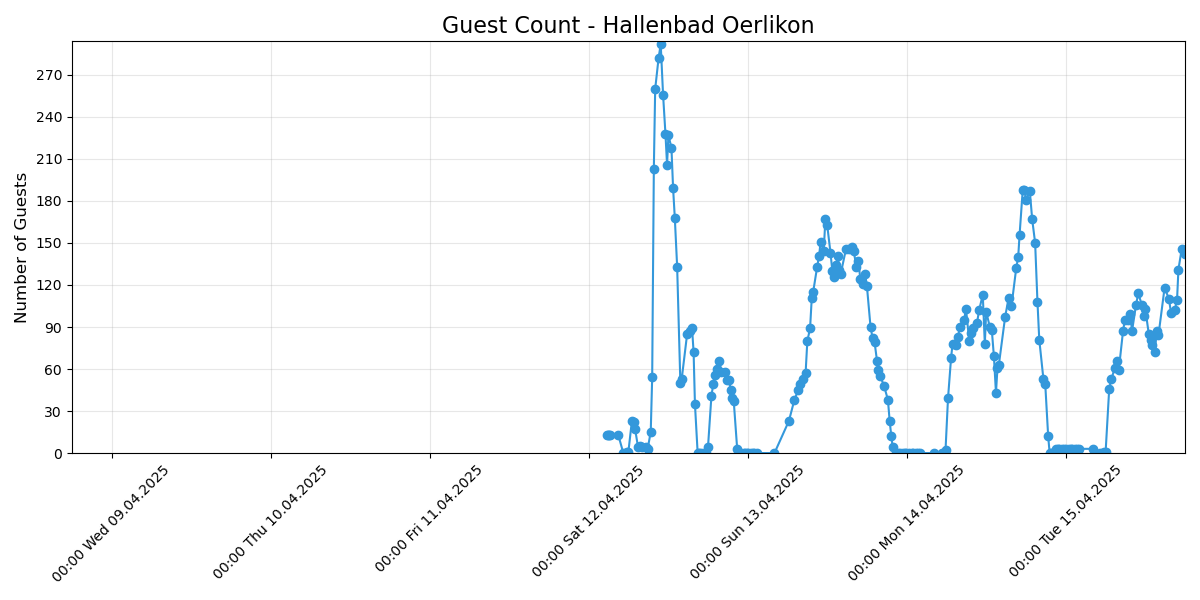 Guest Count - Hallenbad Oerlikon
Number of Guests
270
240
210
180
150
120
90
60
30
0
00:00 Wed 09.04.2025
00:00 Thu 10.04.2025
00:00 Fri 11.04.2025
00:00 Sat 12.04.2025
00:00 Sun 13.04.2025
00:00 Mon 14.04.2025
00:00 Tue 15.04.2025